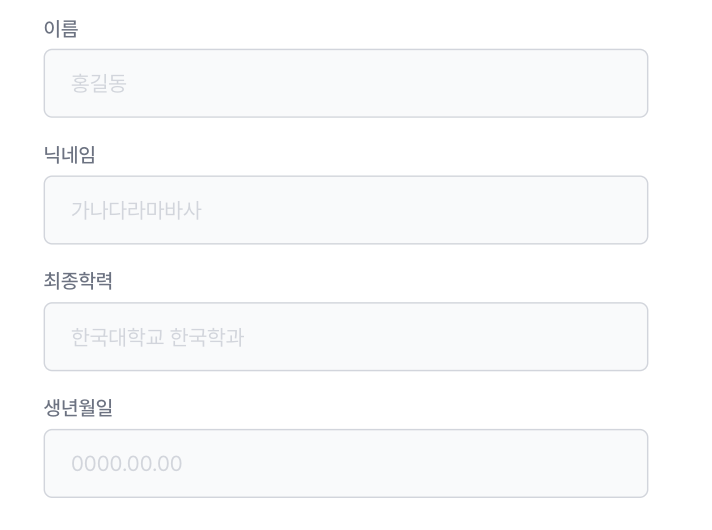 이름
홍길동
닉네임
가나다라마바사
최종학력
한국대학교 한국학과
생년월일
0000.00.00